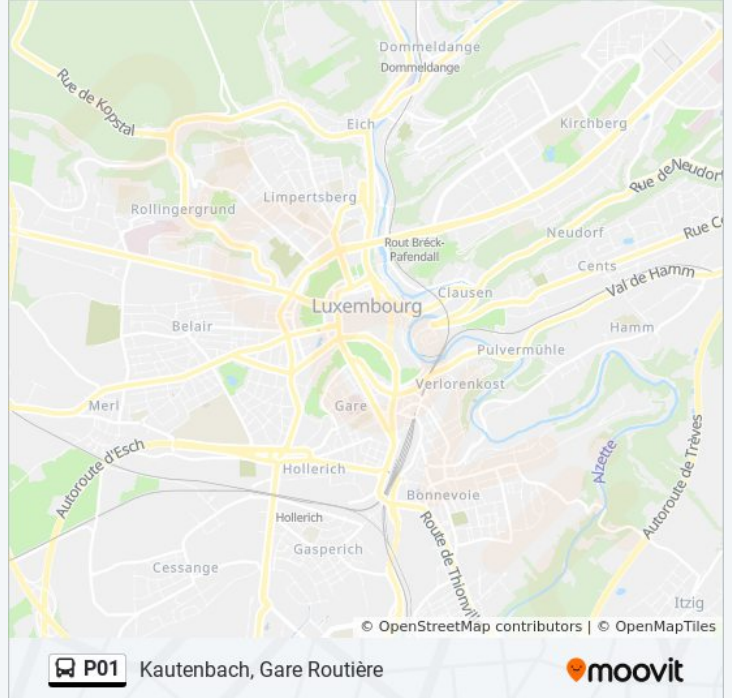 Dommeldange
Dommeldange
Rue de Kopstal
Eich
Kirchberg
Rue de Neudorf
Limpertsberg
Rollingergrund
Neudorf
Rue C
Rout Bréck-
Pafendall
Cents
Val de Hamm
Clausen
Luxembourg
Belair
Hamm
Pulvermühle
Verlorenkost
Merl
Gare
Autoroute d'Esch
Alzette
Autoroute de Trèves
Hollerich
Bonnevoie
Hollerich
Route de Thionvill
Gasperich
Cessange
Itzig
© OpenStreetMap contributors | © OpenMapTiles
P01 Kautenbach, Gare Routière
moovit